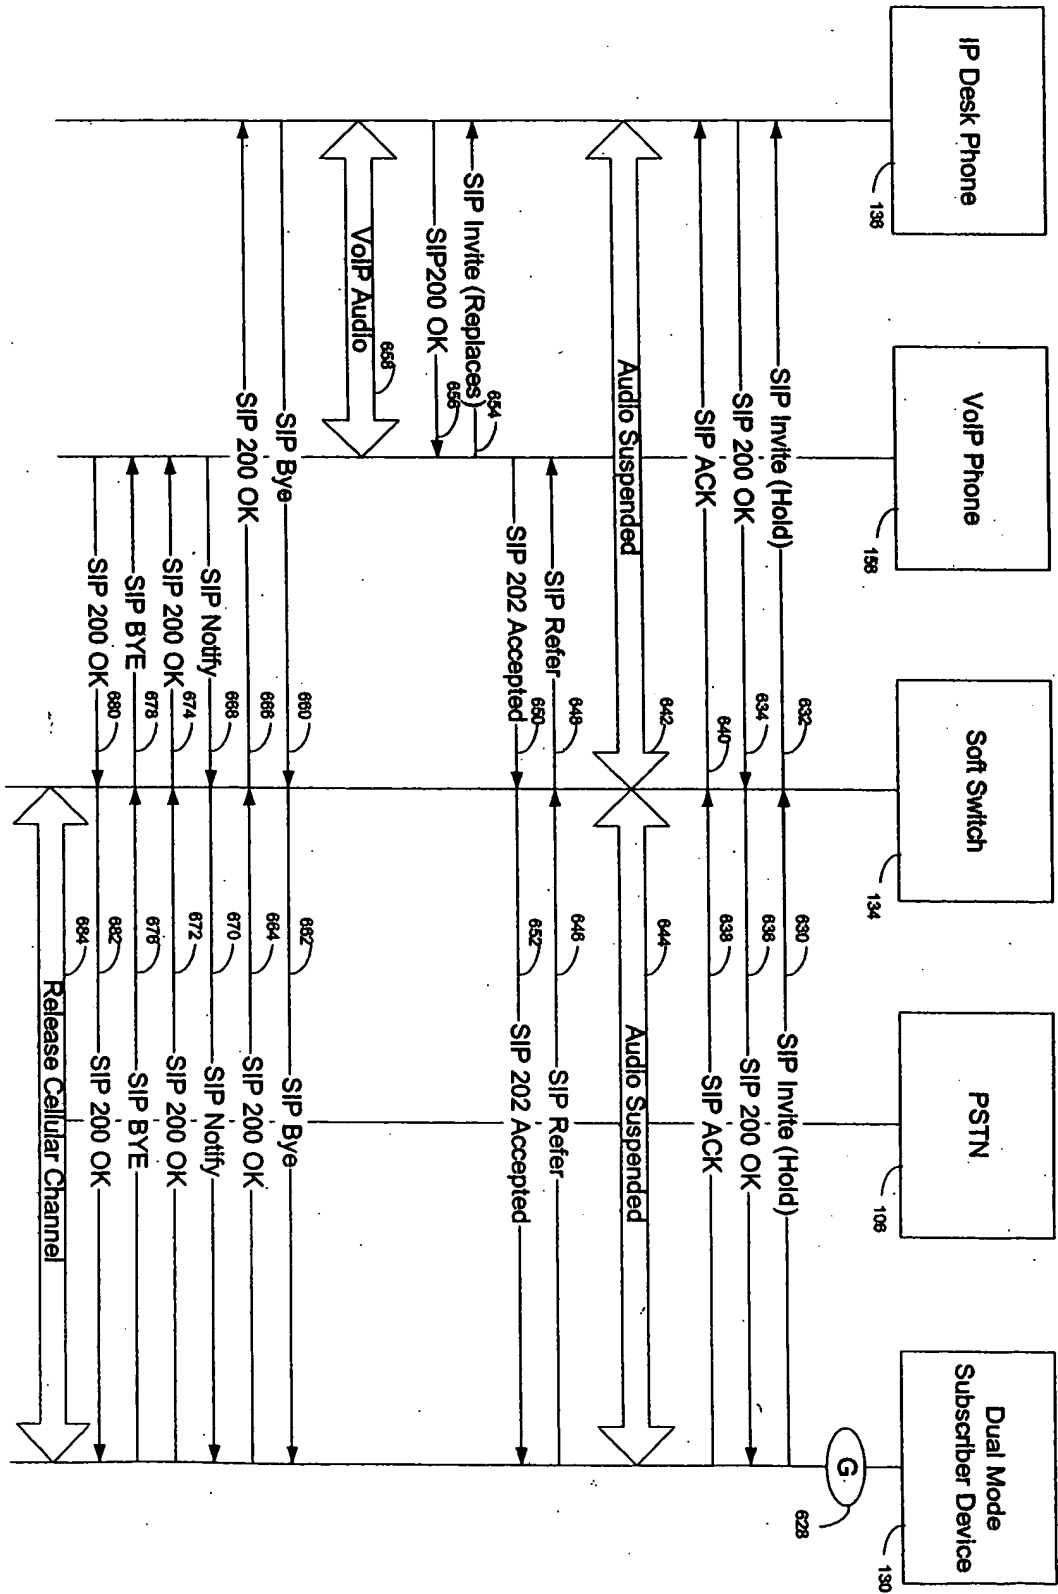 IP Desk Phone
138
VoIP Phone
158
Soft Switch
134
PSTN
106
Dual Mode
Subscriber Device
130
G
628
SIP Invite (Hold)
632
SIP Invite (Hold)
630
SIP 200 OK
634
SIP 200 OK
636
SIP ACK
640
SIP ACK
638
Audio Suspended
642
Audio Suspended
644
SIP Refer
648
SIP Refer
646
SIP 202 Accepted
650
SIP 202 Accepted
652
SIP Invite (Replaces)
654
SIP200 OK
656
VoIP Audio
658
SIP Bye
660
SIP Bye
662
SIP 200 OK
666
SIP 200 OK
664
SIP Notify
668
SIP Notify
670
SIP 200 OK
674
SIP 200 OK
672
SIP BYE
678
SIP BYE
676
SIP 200 OK
680
SIP 200 OK
682
Release Cellular Channel
684